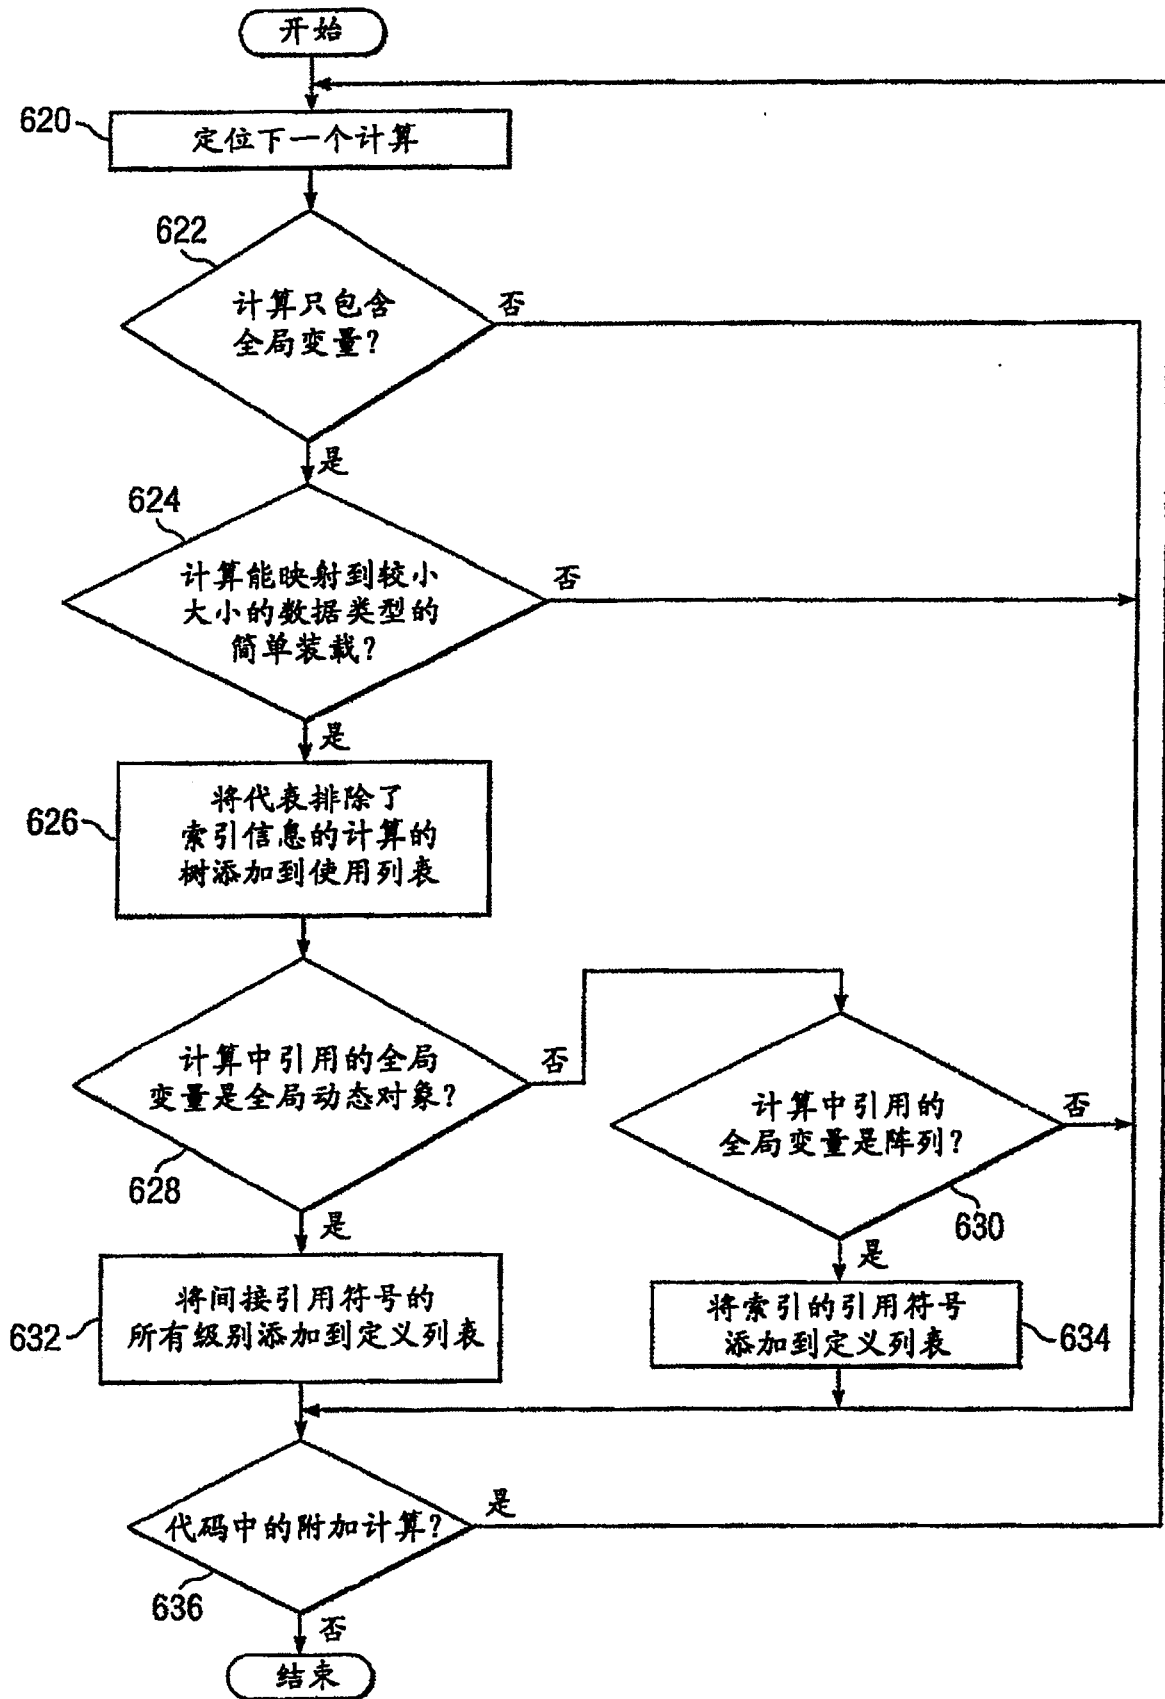 开始
620
定位下一个计算
622
计算只包含
全局变量?
否
是
624
计算能映射到较小
大小的数据类型的
简单装载?
否
是
626
将代表排除了
索引信息的计算的
树添加到使用列表
计算中引用的全局
变量是全局动态对象?
否
628
是
计算中引用的
全局变量是阵列?
否
630
是
632
将间接引用符号的
所有级别添加到定义列表
将索引的引用符号
添加到定义列表
634
代码中的附加计算?
是
636
否
结束